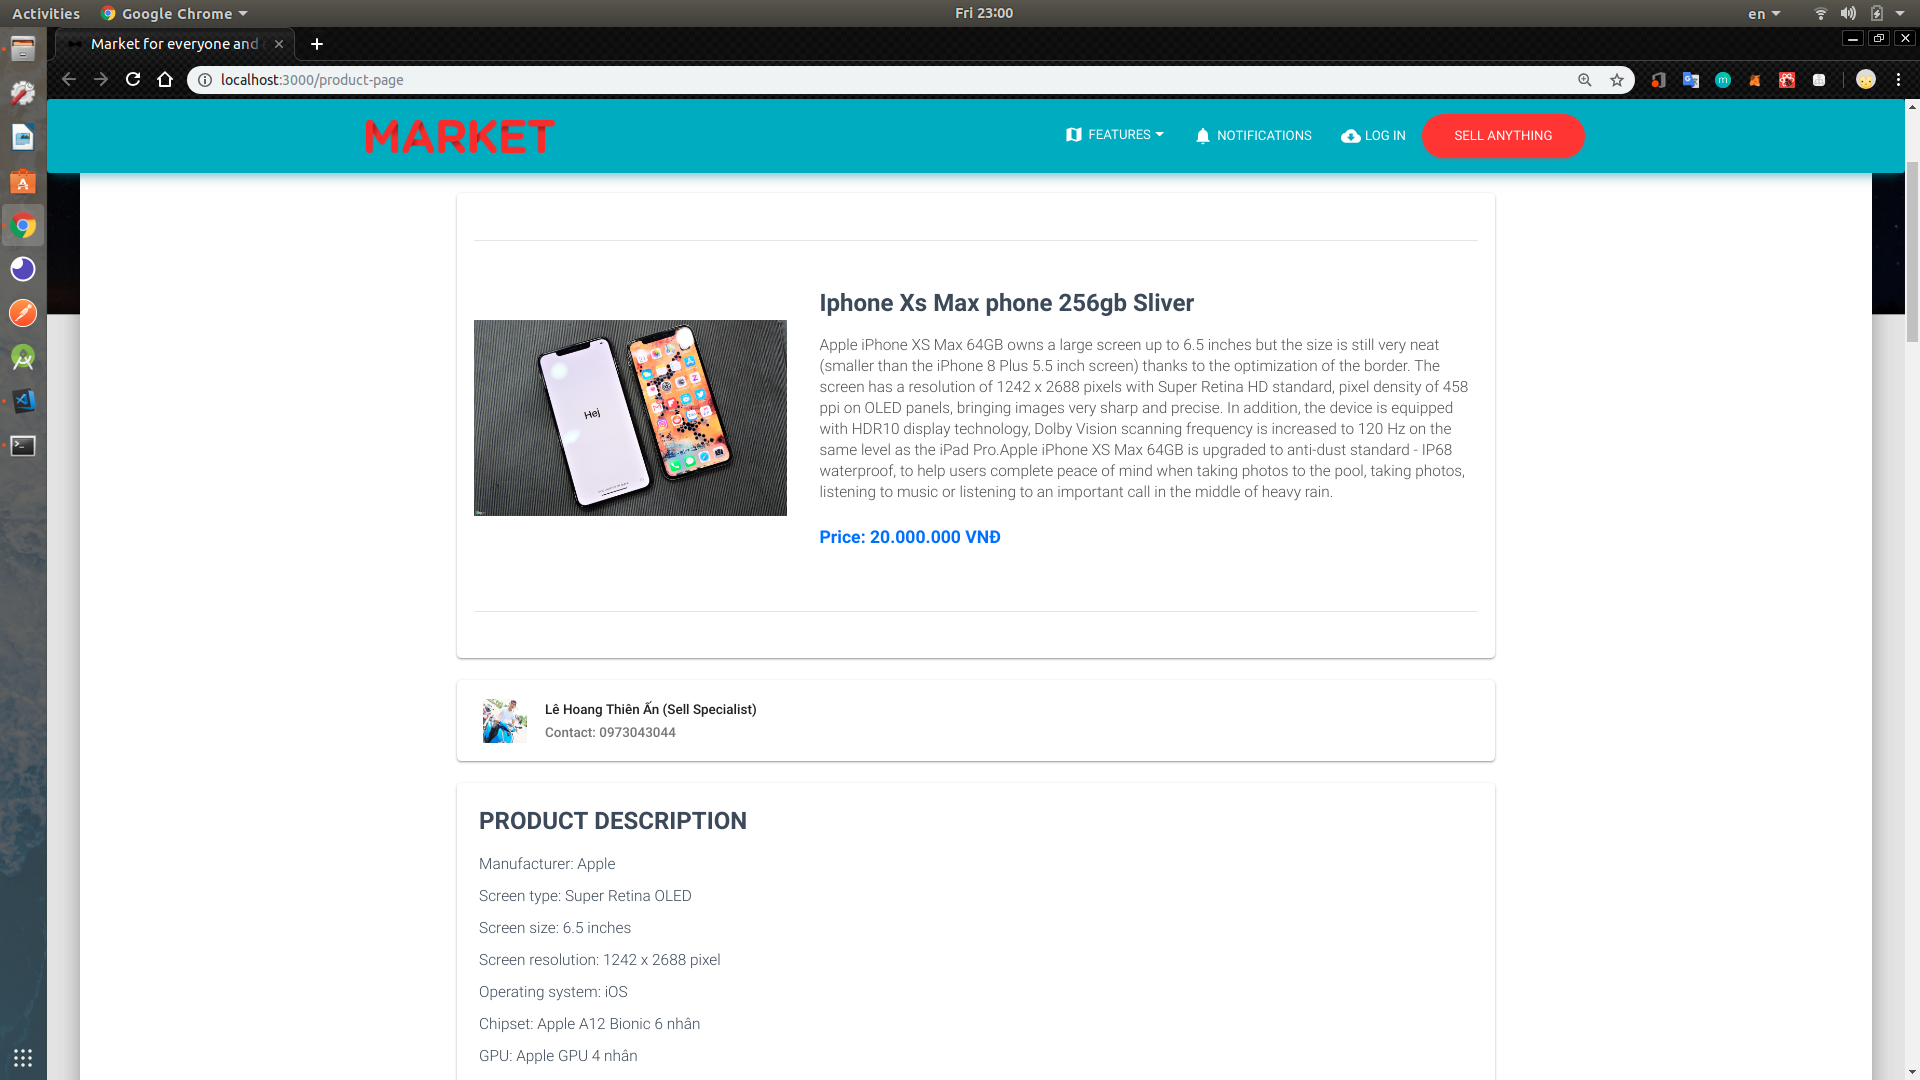 Activities
Google Chrome
Fri 23:00
en
Market for everyone and
localhost:3000/product-page
MARKET
FEATURES
NOTIFICATIONS
LOG IN
SELL ANYTHING
Hej
Iphone Xs Max phone 256gb Sliver
Apple iPhone XS Max 64GB owns a large screen up to 6.5 inches but the size is still very neat
(smaller than the iPhone 8 Plus 5.5 inch screen) thanks to the optimization of the border. The
screen has a resolution of 1242 x 2688 pixels with Super Retina HD standard, pixel density of 458
ppi on OLED panels, bringing images very sharp and precise. In addition, the device is equipped
with HDR10 display technology, Dolby Vision scanning frequency is increased to 120 Hz on the
same level as the iPad Pro.Apple iPhone XS Max 64GB is upgraded to anti-dust standard - IP68
waterproof, to help users complete peace of mind when taking photos to the pool, taking photos,
listening to music or listening to an important call in the middle of heavy rain.
Price: 20.000.000 VNĐ
Lê Hoang Thiên Ấn (Sell Specialist)
Contact: 0973043044
PRODUCT DESCRIPTION
Manufacturer: Apple
Screen type: Super Retina OLED
Screen size: 6.5 inches
Screen resolution: 1242 x 2688 pixel
Operating system: iOS
Chipset: Apple A12 Bionic 6 nhân
GPU: Apple GPU 4 nhân